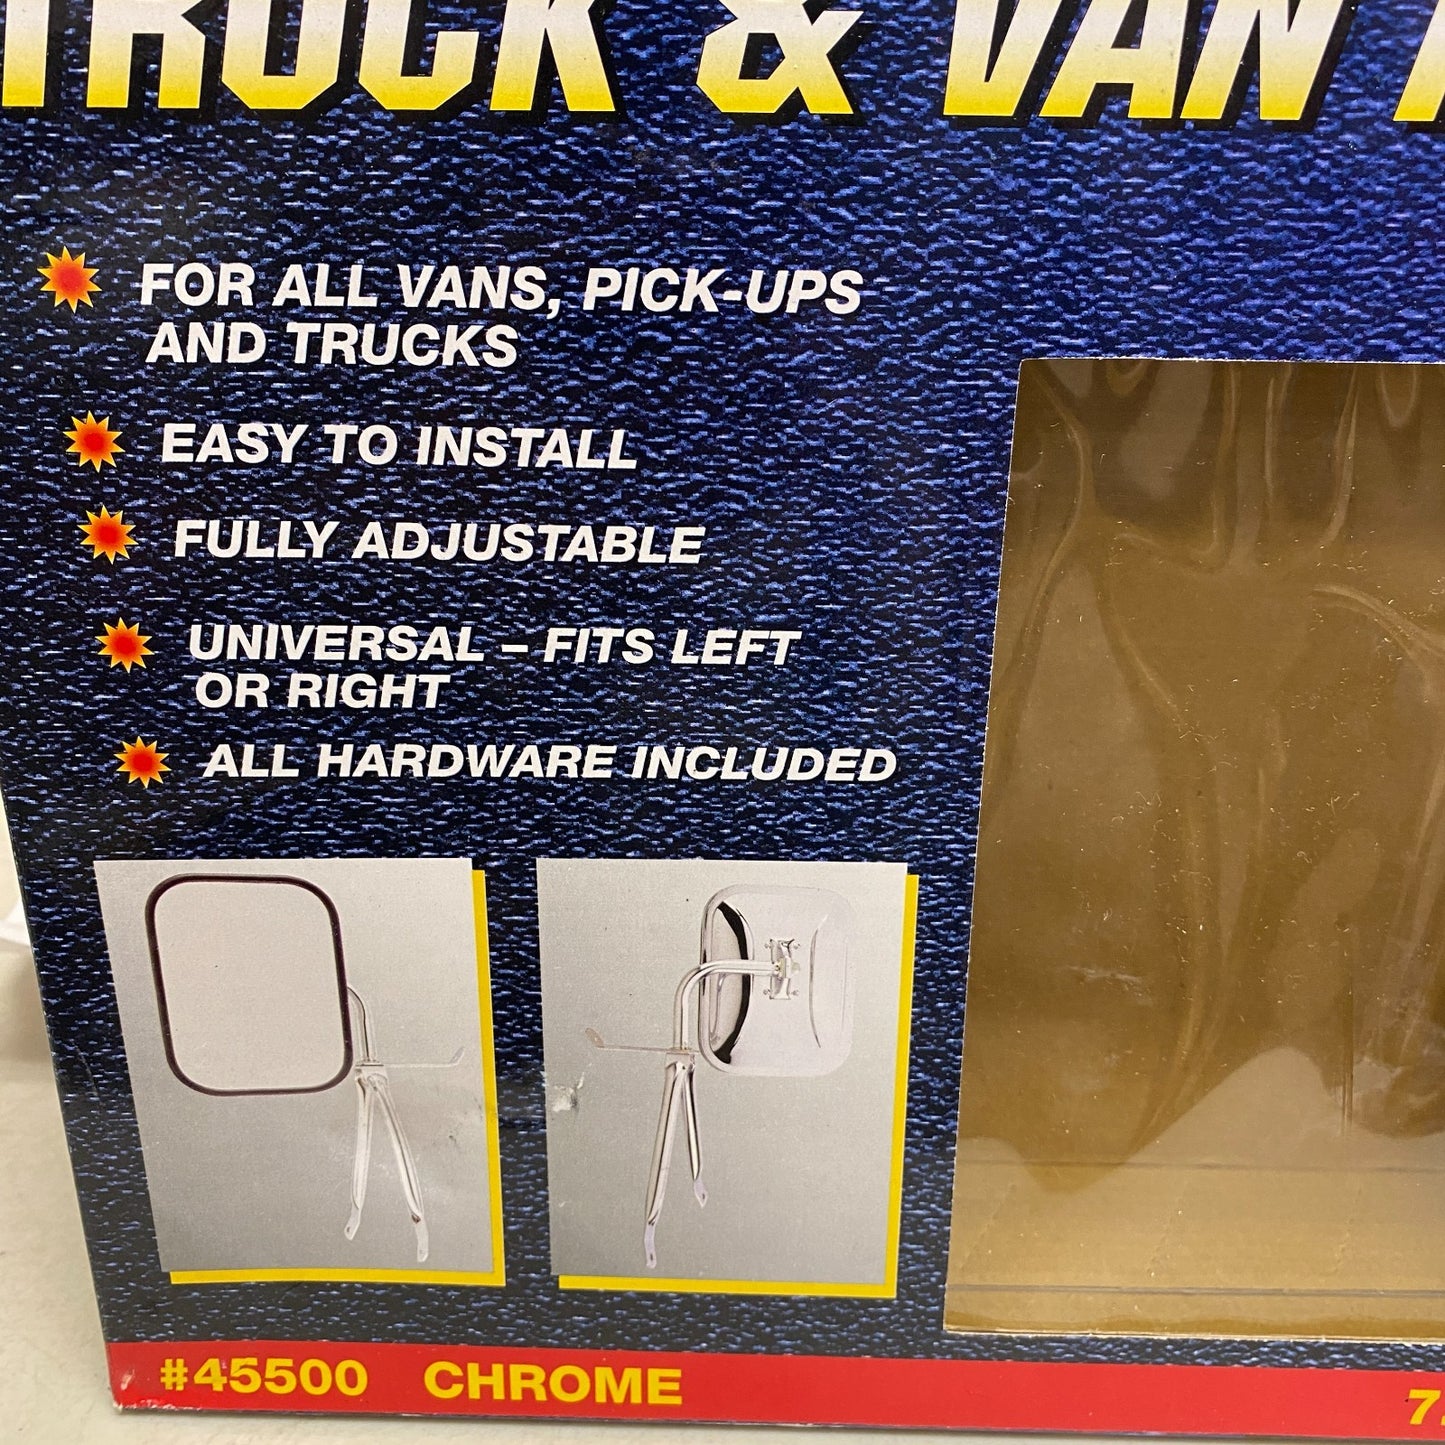 TRUCK & VAN
FOR ALL VANS, PICK-UPS
AND TRUCKS
EASY TO INSTALL
FULLY ADJUSTABLE
UNIVERSAL – FITS LEFT
OR RIGHT
ALL HARDWARE INCLUDED
#45500 CHROME